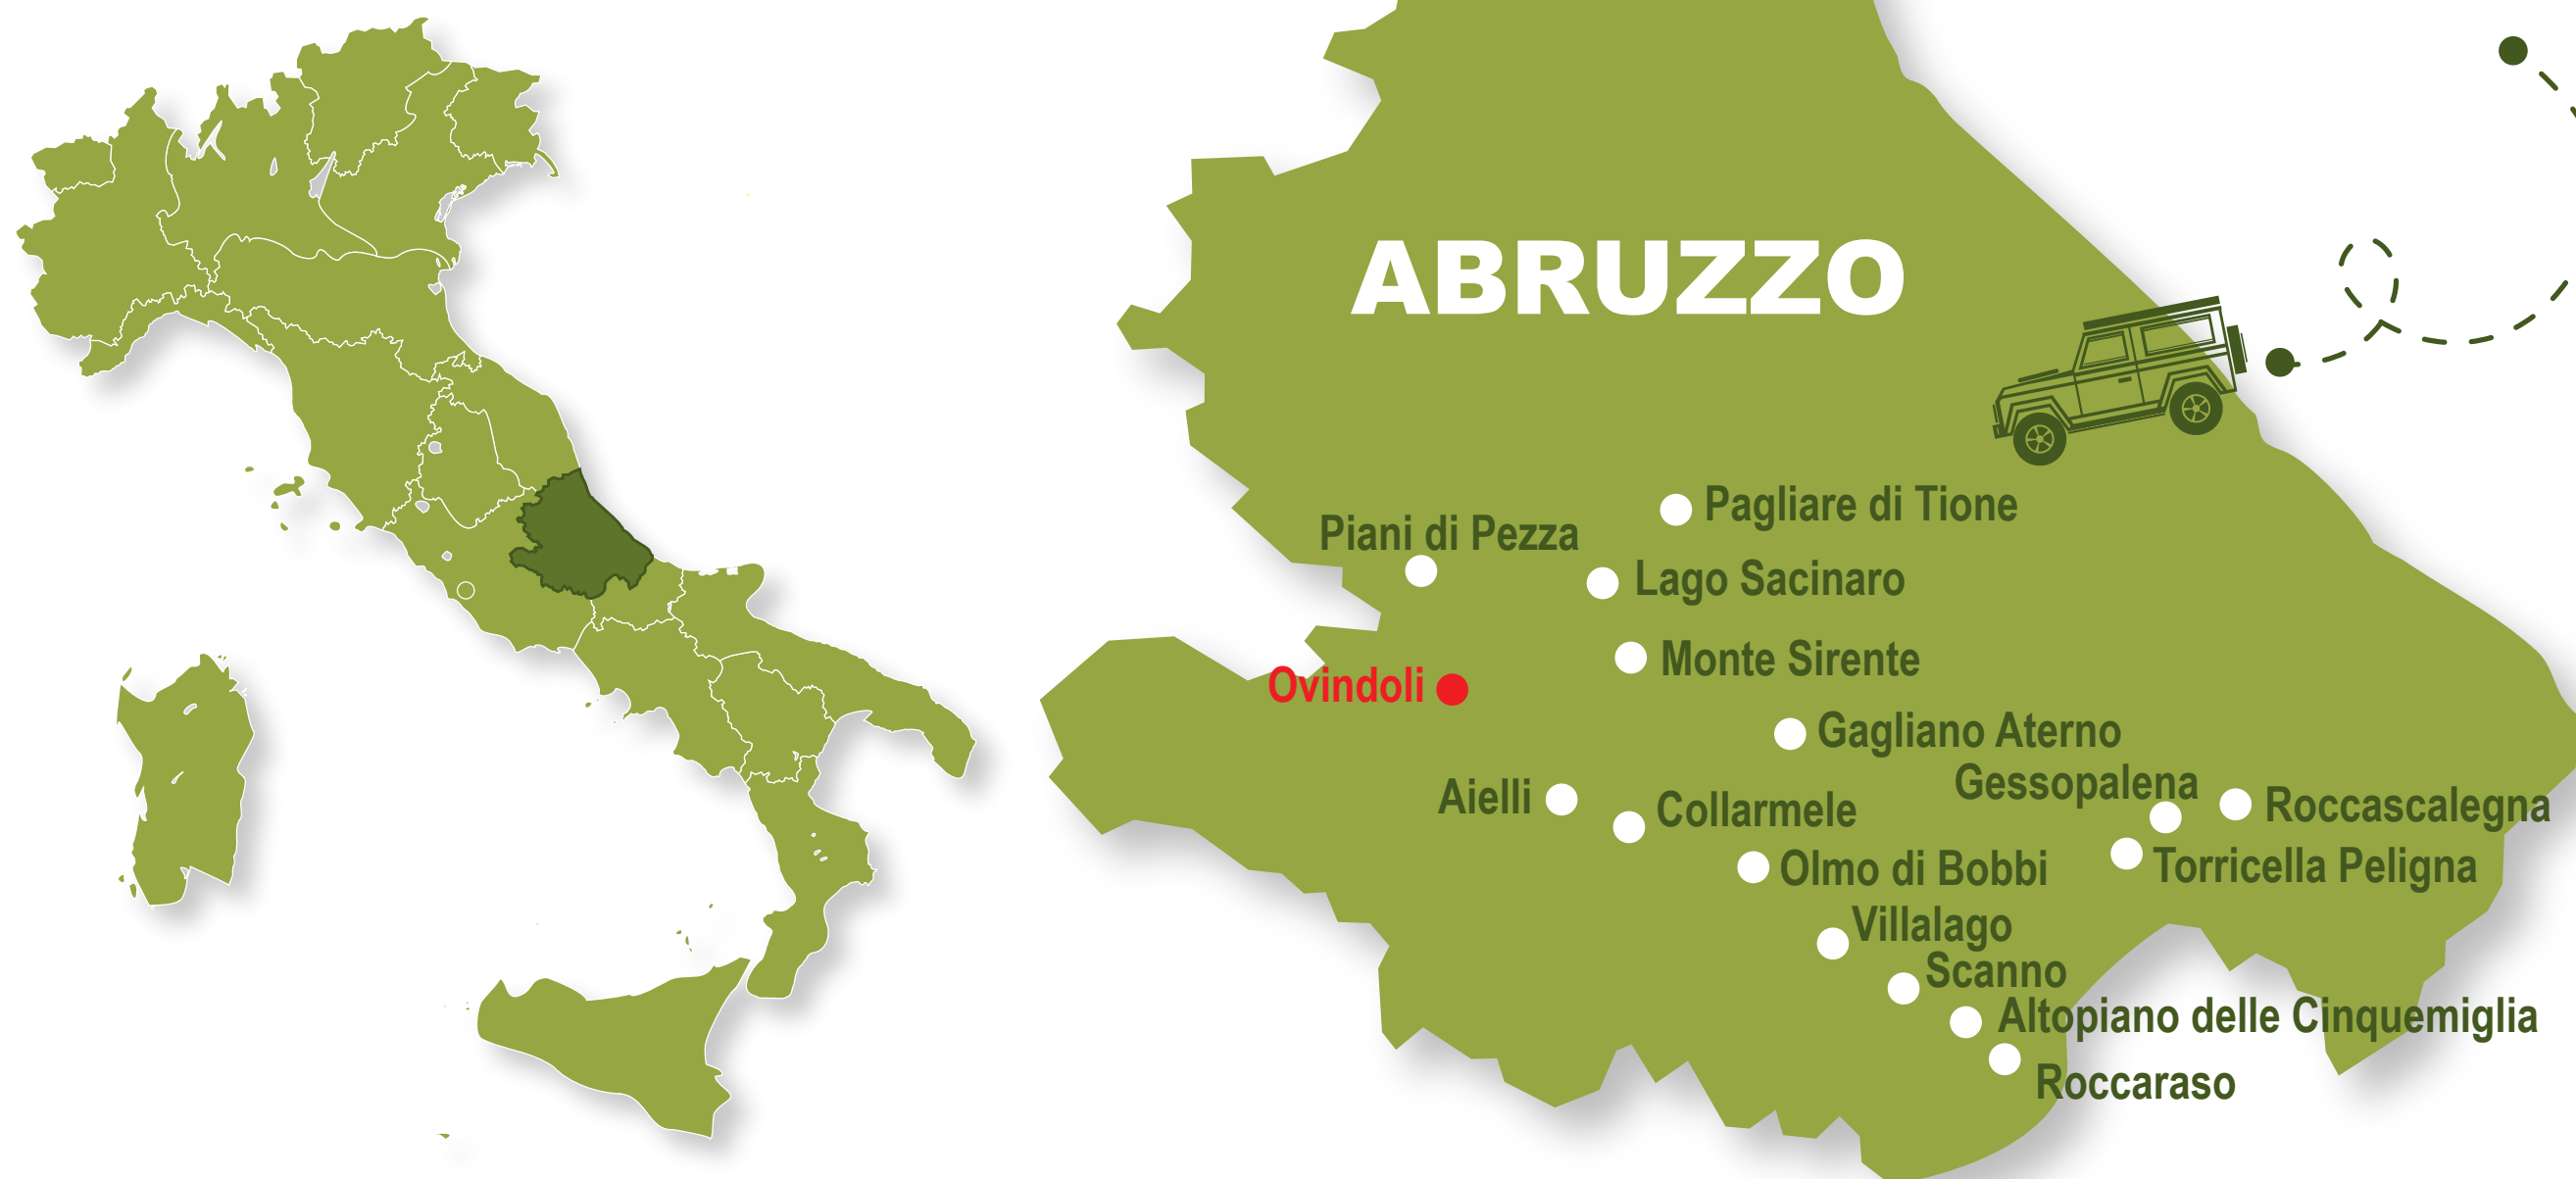 ABRUZZO
Pagliare di Tione
Piani di Pezza
Lago Sacinaro
Monte Sirente
Ovindoli
Gagliano Aterno
Gessopalena
Aielli
Collarmele
Roccascalegna
Olmo di Bobbi
Torricella Peligna
Villalago
Scanno
Altopiano delle Cinquemiglia
Roccaraso